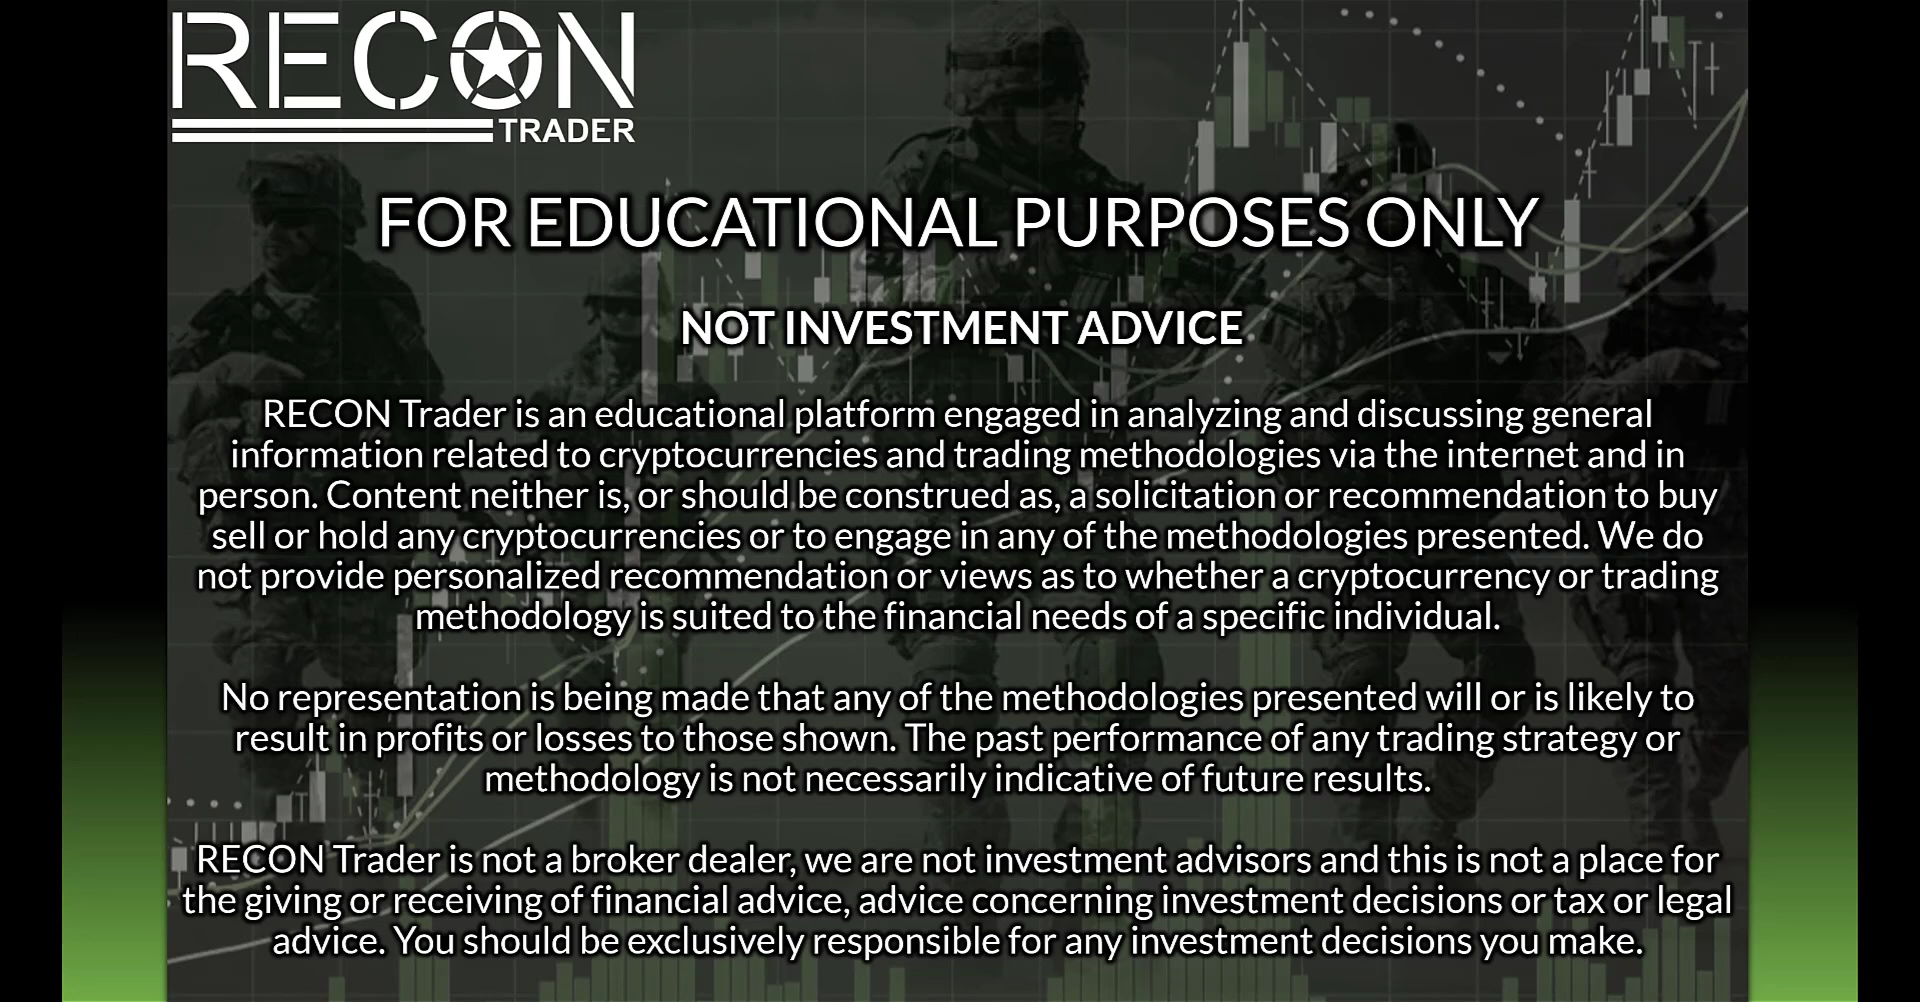 RECON
TRADER
FOR EDUCATIONAL PURPOSES ONLY
NOT INVESTMENT ADVICE
RECON Trader is an educational platform engaged in analyzing and discussing general
information related to cryptocurrencies and trading methodologies via the internet and in
person. Content neither is, or should be construed as, a solicitation or recommendation to buy
sell or hold any cryptocurrencies or to engage in any of the methodologies presented. We do
not provide personalized recommendation or views as to whether a cryptocurrency or trading
methodology is suited to the financial needs of a specific individual.
No representation is being made that any of the methodologies presented will or is likely to
result in profits or losses to those shown. The past performance of any trading strategy or
methodology is not necessarily indicative of future results.
RECON Trader is not a broker dealer, we are not investment advisors and this is not a place for
the giving or receiving of financial advice, advice concerning investment decisions or tax or legal
advice. You should be exclusively responsible for any investment decisions you make.